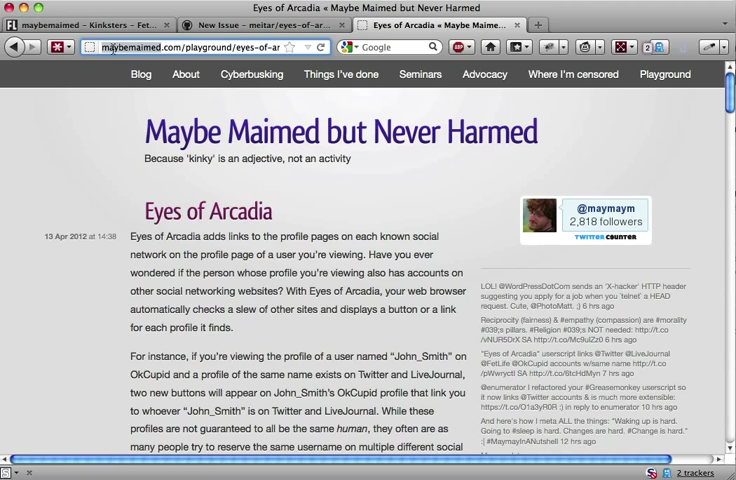 Eyes of Arcadia « Maybe Maimed but Never Harmed
maybemaimed – Kinksters – Fet...
New Issue – meitar/eyes-of-ar...
Eyes of Arcadia « Maybe Maime...
maybemaimed.com/playground/eyes-of-ar
Google
ABP
2
Blog
About
Cyberbusking
Things I've done
Seminars
Advocacy
Where I'm censored
Playground
Maybe Maimed but Never Harmed
Because 'kinky' is an adjective, not an activity
Eyes of Arcadia
13 Apr 2012 at 14:38
Eyes of Arcadia adds links to the profile pages on each known social
network on the profile page of a user you're viewing. Have you ever
wondered if the person whose profile you're viewing also has accounts on
other social networking websites? With Eyes of Arcadia, your web browser
automatically checks a slew of other sites and displays a button or a link
for each profile it finds.
For instance, if you're viewing the profile of a user named “John_Smith” on
OkCupid and a profile of the same name exists on Twitter and LiveJournal,
two new buttons will appear on John_Smith's OkCupid profile that link you
to whoever “John_Smith” is on Twitter and LiveJournal. While these
profiles are not guaranteed to all be the same human, they often are as
many people try to reserve the same username on multiple different social
@maymaym
2,818 followers
TWITTER COUNTER
LOL! @WordPressDotCom sends an 'X-hacker' HTTP header
suggesting you apply for a job when you 'telnet' a HEAD
request. Cute, @PhotoMatt. ;) 6 hrs ago
Reciprocity (fairness) & #empathy (compassion) are #morality
#039;s pillars. #Religion #039;s NOT needed: http://t.co
/vNUR5DrX SA http://t.co/Mc9ulZz0 6 hrs ago
"Eyes of Arcadia" userscript links @Twitter @LiveJournal
@FetLife @OkCupid accounts w/same name http://t.co
/pWwryctI SA http://t.co/8tcHdMyn 7 hrs ago
@enumerator I refactored your #Greasemonkey userscript so
it now links @Twitter accounts & is much more extensible:
https://t.co/O1a3yR0R :) in reply to enumerator 10 hrs ago
And here's how I meta ALL the things: "Waking up is hard.
Going to #sleep is hard. Changes are hard. #Change is hard."
:| #MaymayInANutshell 12 hrs ago
2 trackers